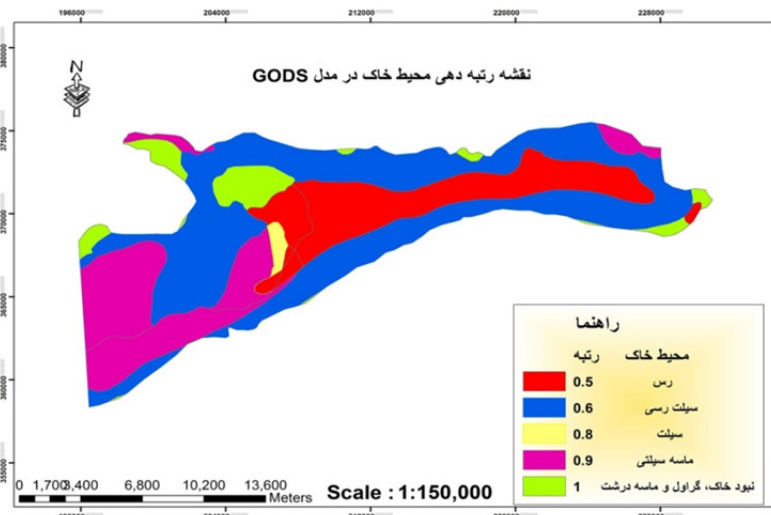 196000 204000 212000 220000 228000
380000
375000
370000
365000
360000
355000
N
نقشه رتبه دهی محیط خاک در مدل GODS
راهنما
محیط خاک رتبه
رس 0.5
سیلت رسی 0.6
سیلت 0.8
ماسه سیلتی 0.9
نبود خاک، گراول و ماسه درشت 1
0 1,700 3,400 6,800 10,200 13,600
Meters
Scale : 1:150,000